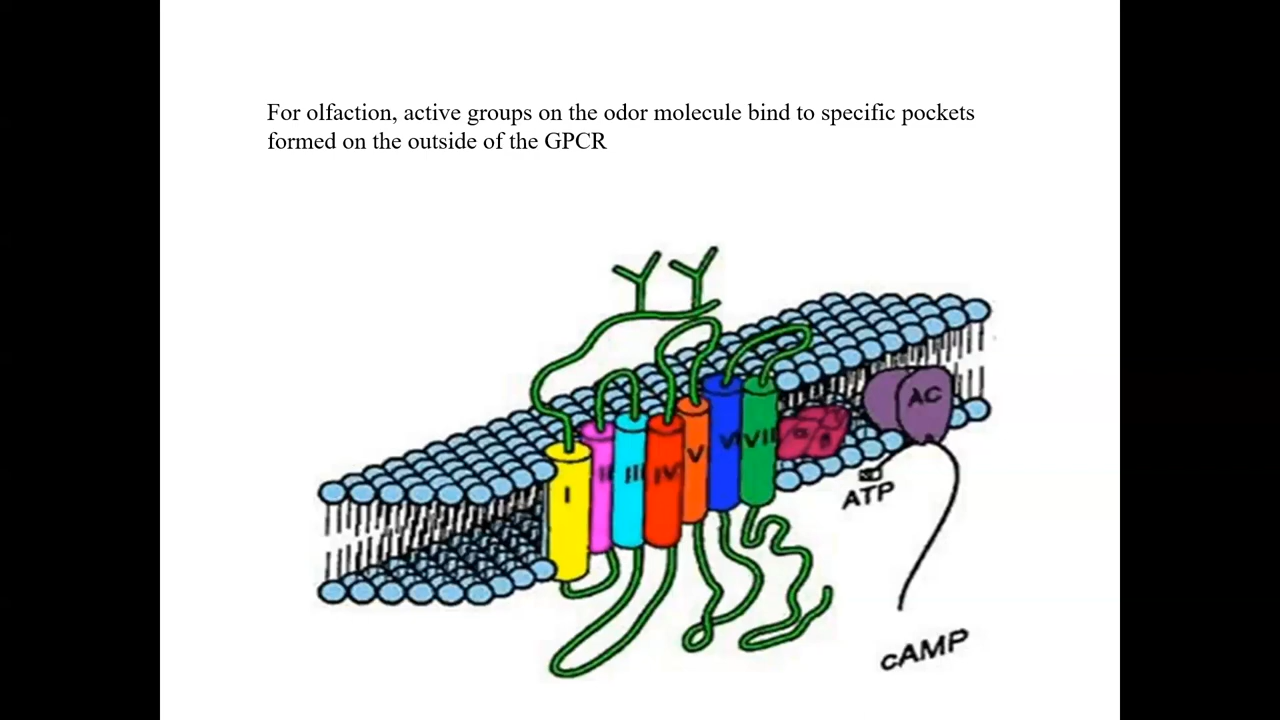 For olfaction, active groups on the odor molecule bind to specific pockets
formed on the outside of the GPCR
I
II
III
IV
V
VI
VII
AC
ATP
cAMP